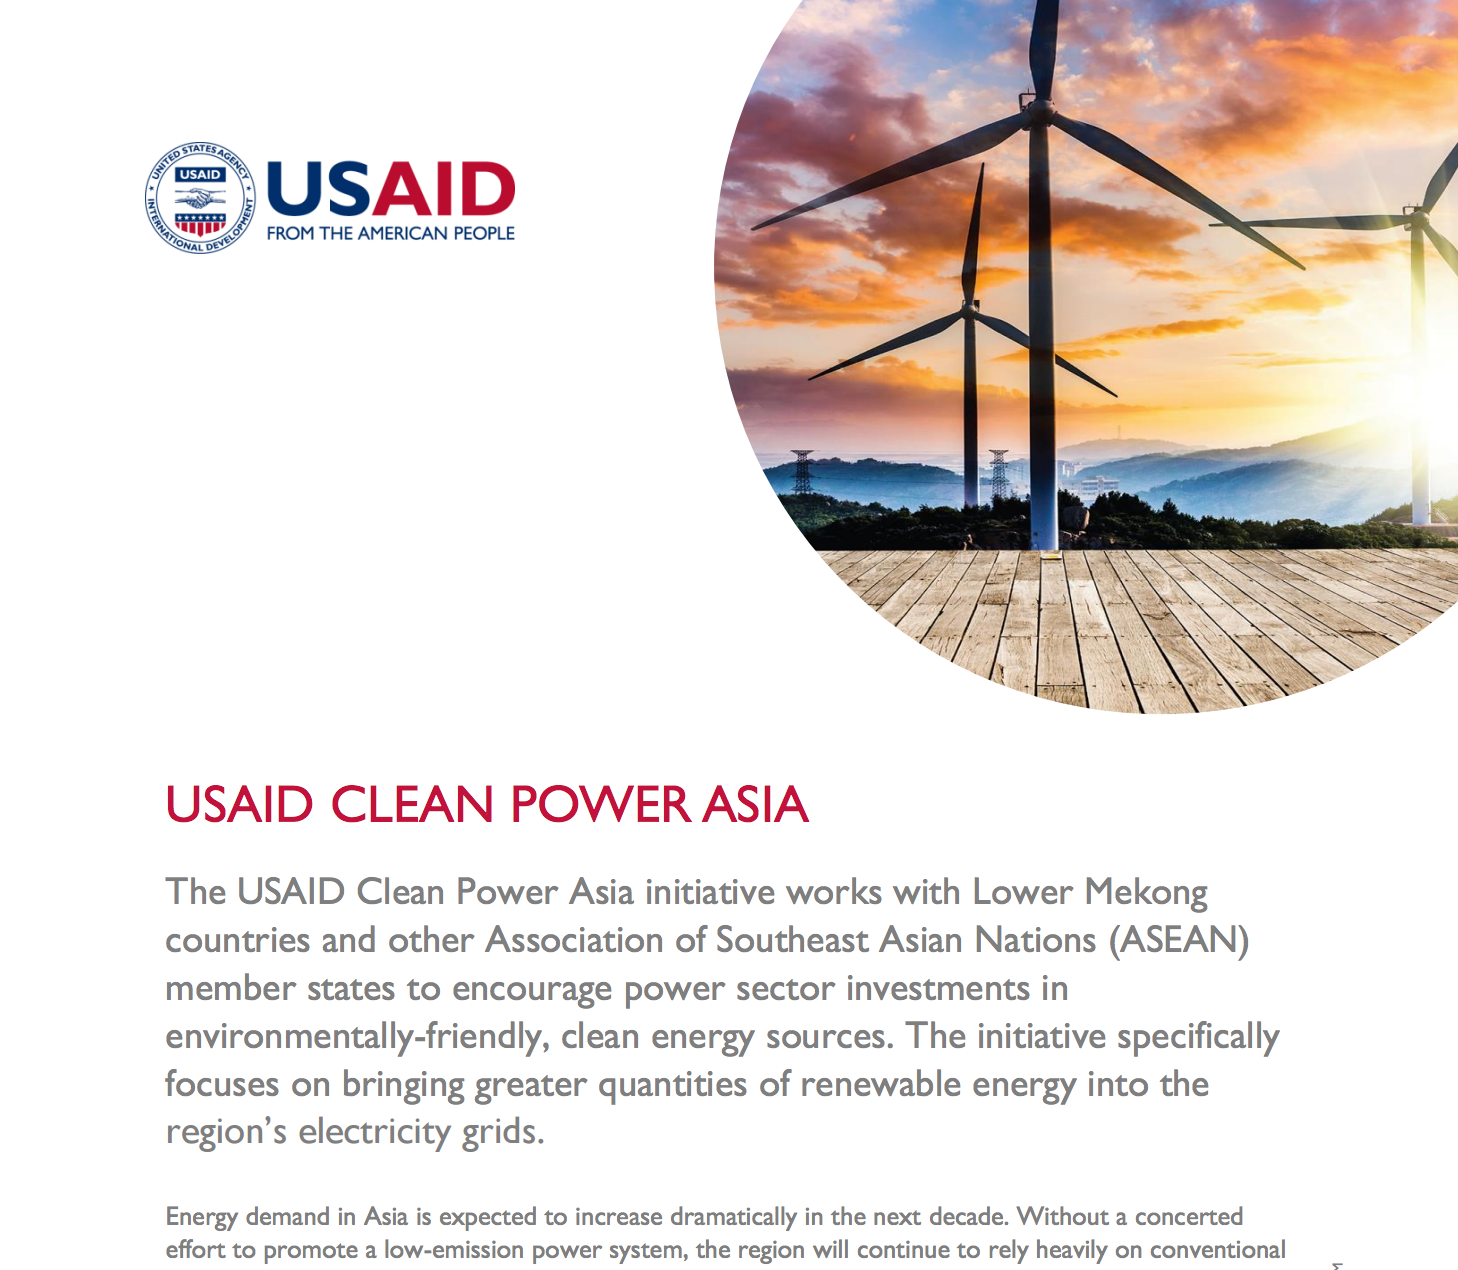 UNITED STATES AGENCY
USAID
INTERNATIONAL DEVELOPMENT
USAID
FROM THE AMERICAN PEOPLE
USAID CLEAN POWER ASIA
The USAID Clean Power Asia initiative works with Lower Mekong
countries and other Association of Southeast Asian Nations (ASEAN)
member states to encourage power sector investments in
environmentally-friendly, clean energy sources. The initiative specifically
focuses on bringing greater quantities of renewable energy into the
region’s electricity grids.
Energy demand in Asia is expected to increase dramatically in the next decade. Without a concerted
effort to promote a low-emission power system, the region will continue to rely heavily on conventional